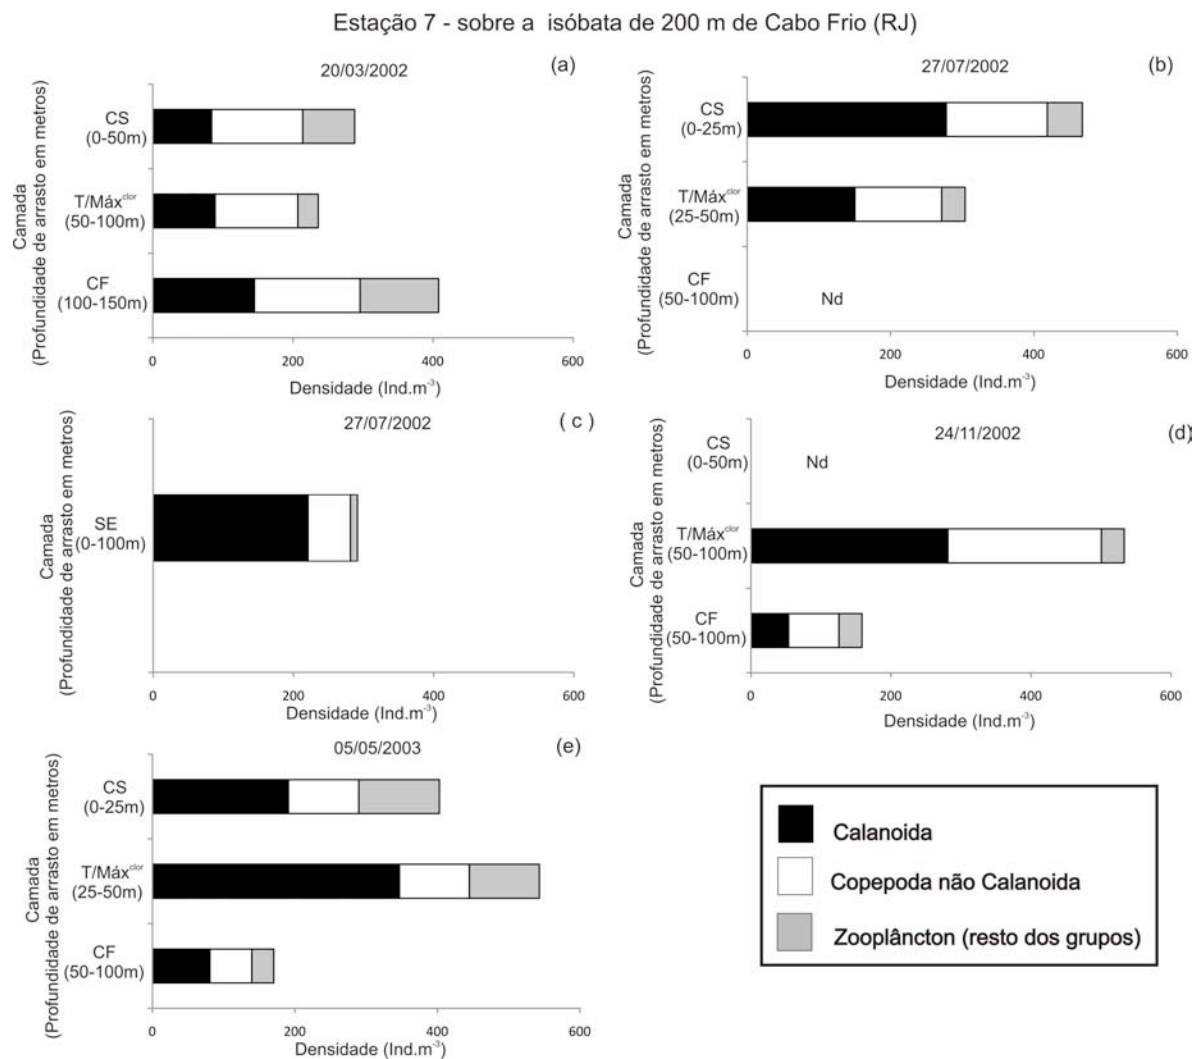 Estação 7 - sobre a isóbata de 200 m de Cabo Frio (RJ)
20/03/2002
(a)
Camada
(Profundidade de arrasto em metros)
CS
(0-50m)
T/Máx^clor
(50-100m)
CF
(100-150m)
0 200 400 600
Densidade (Ind.m^-3)
27/07/2002
(b)
Camada
(Profundidade de arrasto em metros)
CS
(0-25m)
T/Máx^clor
(25-50m)
CF
(50-100m)
Nd
0 200 400 600
Densidade (Ind.m^-3)
27/07/2002
( c )
Camada
(Profundidade de arrasto em metros)
SE
(0-100m)
0 200 400 600
Densidade (Ind.m^-3)
24/11/2002
(d)
Camada
(Profundidade de arrasto em metros)
CS
(0-50m)
Nd
T/Máx^clor
(50-100m)
CF
(50-100m)
0 200 400 600
Densidade (Ind.m^-3)
05/05/2003
(e)
Camada
(Profundidade de arrasto em metros)
CS
(0-25m)
T/Máx^clor
(25-50m)
CF
(50-100m)
0 200 400 600
Densidade (Ind.m^-3)
Calanoida
Copepoda não Calanoida
Zooplâncton (resto dos grupos)